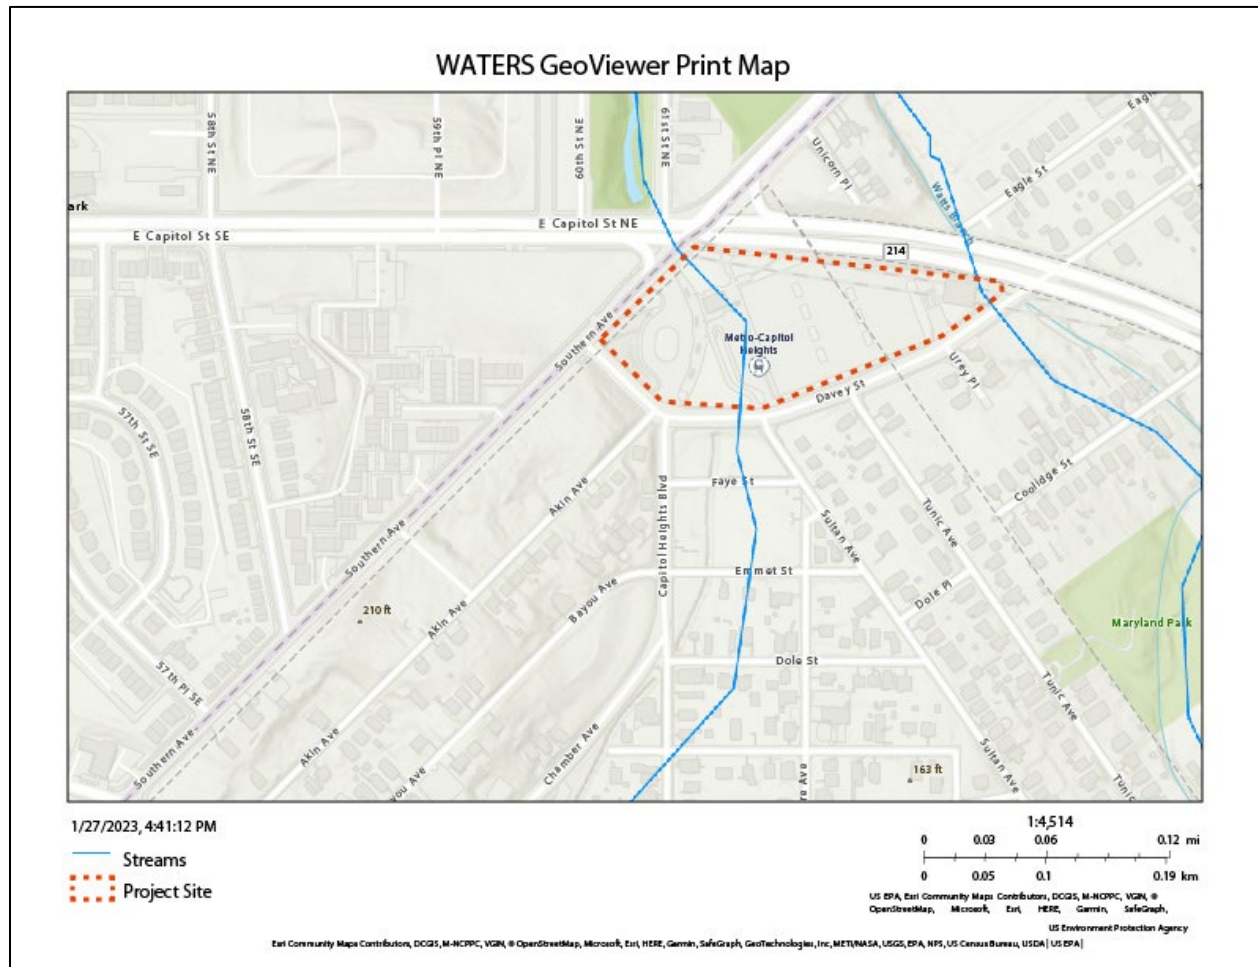 WATERS GeoViewer Print Map
58th St NE
59th Pl NE
60th St NE
61st St NE
Unicorn Pl
Eagle
Eagle St
Watts Branch
ark
E Capitol St SE
E Capitol St NE
214
Southern Ave
Metro-Capitol
Heights
Urey Pl
Davey St
57th St SE
58th St SE
Akin Ave
Capitol Heights Blvd
Faye St
Sultan Ave
Tunic Ave
Coolidge St
Southern Ave
210 ft
Akin Ave
Bayou Ave
Emmet St
Dole Pl
Maryland Park
57th Pl SE
Dole St
Tunic Ave
Southern Ave
Akin Ave
you Ave
Chamber Ave
re Ave
163 ft
Sultan Ave
Tunic
1/27/2023, 4:41:12 PM
Streams
Project Site
1:4,514
0 0.03 0.06 0.12 mi
0 0.05 0.1 0.19 km
US EPA, Esri Community Maps Contributors, DCGIS, M-NCPPC, VGIN, ©
OpenStreetMap, Microsoft, Esri, HERE, Garmin, SafeGraph,
US Environment Protection Agency
Esri Community Maps Contributors, DCGIS, M-NCPPC, VGIN, © OpenStreetMap, Microsoft, Esri, HERE, Garmin, SafeGraph, GeoTechnologies, Inc, METI/NASA, USGS, EPA, NPS, US Census Bureau, USDA | US EPA |